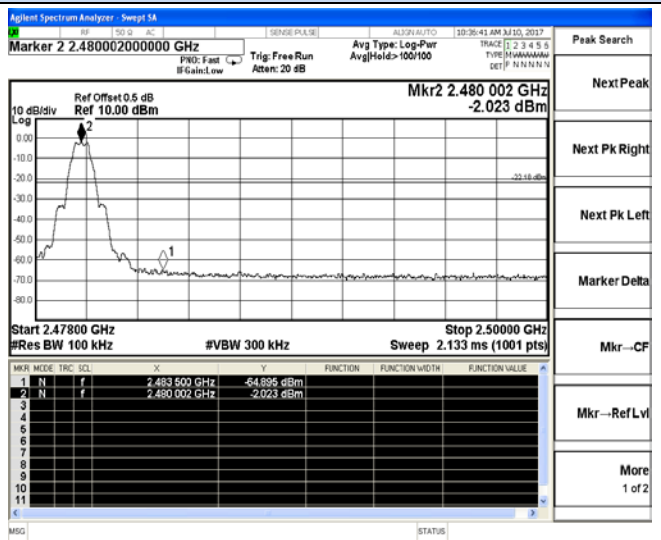 Agilent Spectrum Analyzer - Swept SA
RF 50 Ω AC SENSE:PULSE ALIGN AUTO 10:36:41 AM Jul 10, 2017
Marker 2 2.480002000000 GHz
PNO: Fast
IFGain:Low
Trig: Free Run
Atten: 20 dB
Avg Type: Log-Pwr
Avg|Hold:>100/100
TRACE 1 2 3 4 5 6
TYPE MWWWWW
DET P N N N N N
Peak Search
Next Peak
Next Pk Right
Next Pk Left
Marker Delta
Mkr→CF
Mkr→Ref Lvl
More
1 of 2
Mkr2 2.480 002 GHz
-2.023 dBm
Ref Offset 0.5 dB
10 dB/div Ref 10.00 dBm
Log
2
0.00
-10.0
-20.0
-22.18 dBm
-30.0
-40.0
-50.0
1
-60.0
-70.0
-80.0
Start 2.47800 GHz Stop 2.50000 GHz
#Res BW 100 kHz #VBW 300 kHz Sweep 2.133 ms (1001 pts)
MKR MODE TRC SCL X Y FUNCTION FUNCTION WIDTH FUNCTION VALUE
1 N f 2.483 500 GHz -64.895 dBm
2 N f 2.480 002 GHz -2.023 dBm
3
4
5
6
7
8
9
10
11
MSG STATUS